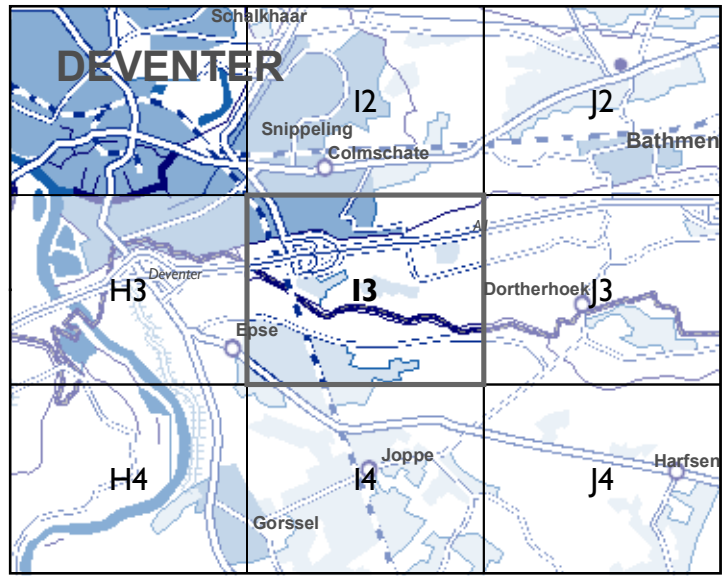 Schalkhaar
DEVENTER
I2
J2
Snippeling
Bathmen
Colmschate
A1
Deventer
H3
I3
Dortherhoek
J3
Epse
Joppe
Harfsen
H4
I4
J4
Gorssel